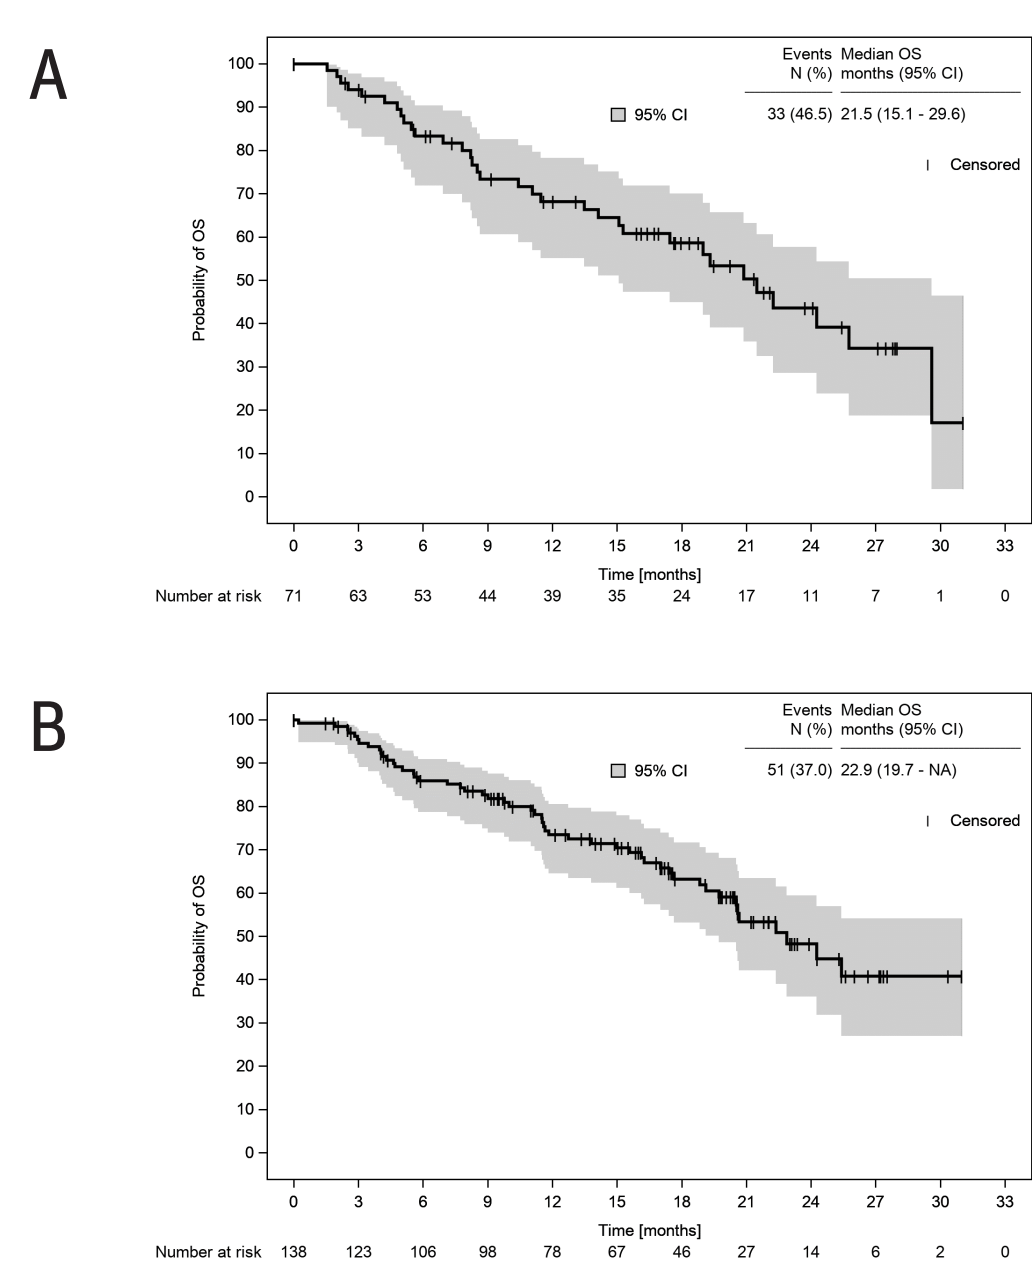 A
Events Median OS
N (%) months (95% CI)
95% CI 33 (46.5) 21.5 (15.1 - 29.6)
Censored
100
90
80
70
60
50
40
30
20
10
0
Probability of OS
0 3 6 9 12 15 18 21 24 27 30 33
Time [months]
Number at risk 71 63 53 44 39 35 24 17 11 7 1 0
B
Events Median OS
N (%) months (95% CI)
95% CI 51 (37.0) 22.9 (19.7 - NA)
Censored
100
90
80
70
60
50
40
30
20
10
0
Probability of OS
0 3 6 9 12 15 18 21 24 27 30 33
Time [months]
Number at risk 138 123 106 98 78 67 46 27 14 6 2 0